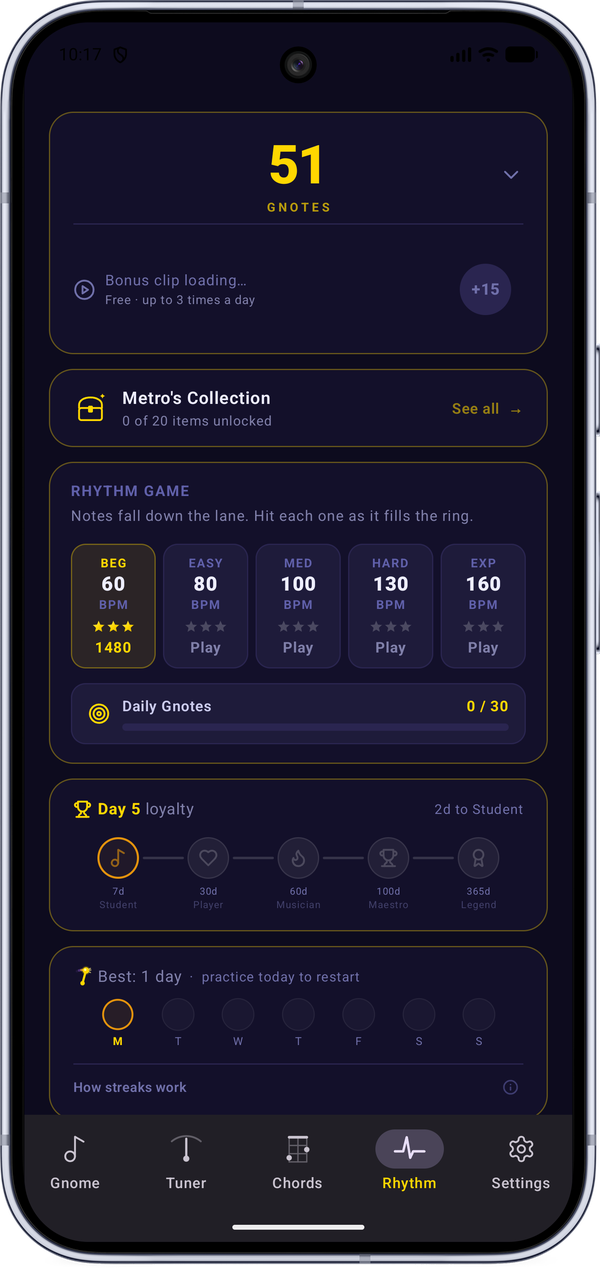 10:17
51
GNOTES
Bonus clip loading…
Free · up to 3 times a day
+15
Metro's Collection
0 of 20 items unlocked
See all →
RHYTHM GAME
Notes fall down the lane. Hit each one as it fills the ring.
BEG EASY MED HARD EXP
60 80 100 130 160
BPM BPM BPM BPM BPM
1480 Play Play Play Play
Daily Gnotes 0 / 30
Day 5 loyalty 2d to Student
7d 30d 60d 100d 365d
Student Player Musician Maestro Legend
Best: 1 day · practice today to restart
M T W T F S S
How streaks work
Gnome Tuner Chords Rhythm Settings